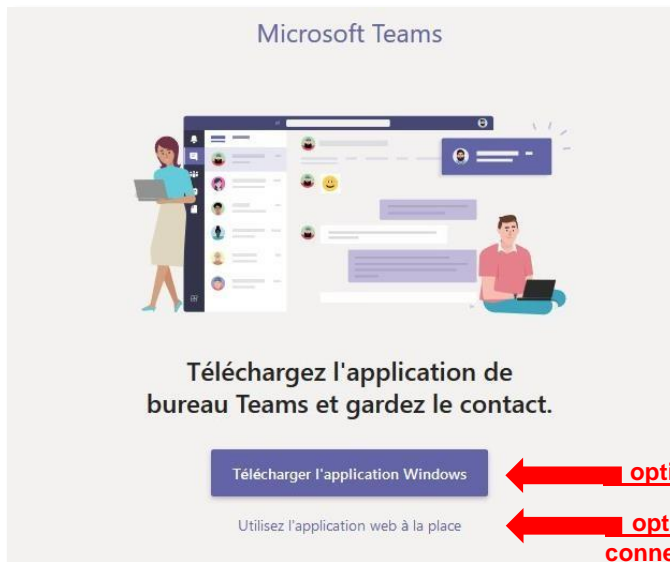 Microsoft Teams
Téléchargez l'application de
bureau Teams et gardez le contact.
Télécharger l'application Windows
Utilisez l'application web à la place